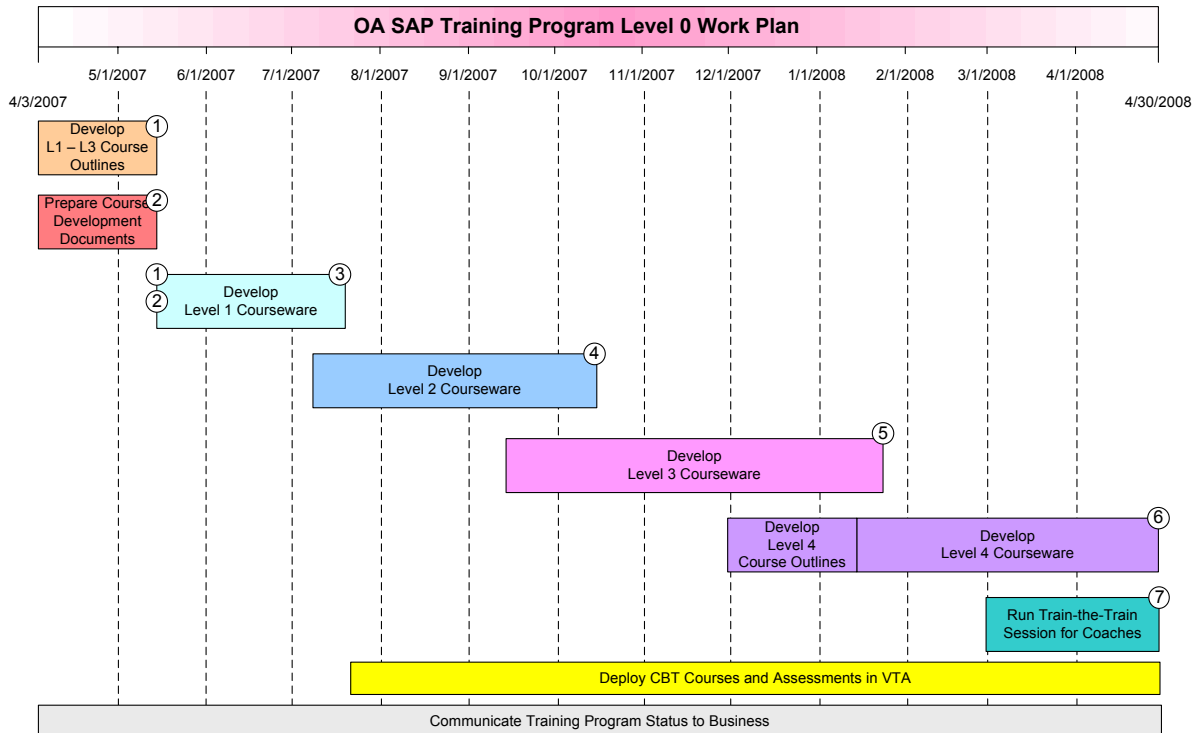 OA SAP Training Program Level 0 Work Plan
5/1/2007
6/1/2007
7/1/2007
8/1/2007
9/1/2007
10/1/2007
11/1/2007
12/1/2007
1/1/2008
2/1/2008
3/1/2008
4/1/2008
4/3/2007
4/30/2008
Develop
L1 – L3 Course
Outlines
1
Prepare Course
Development
Documents
2
1
2
Develop
Level 1 Courseware
3
Develop
Level 2 Courseware
4
Develop
Level 3 Courseware
5
Develop
Level 4
Course Outlines
Develop
Level 4 Courseware
6
Run Train-the-Train
Session for Coaches
7
Deploy CBT Courses and Assessments in VTA
Communicate Training Program Status to Business